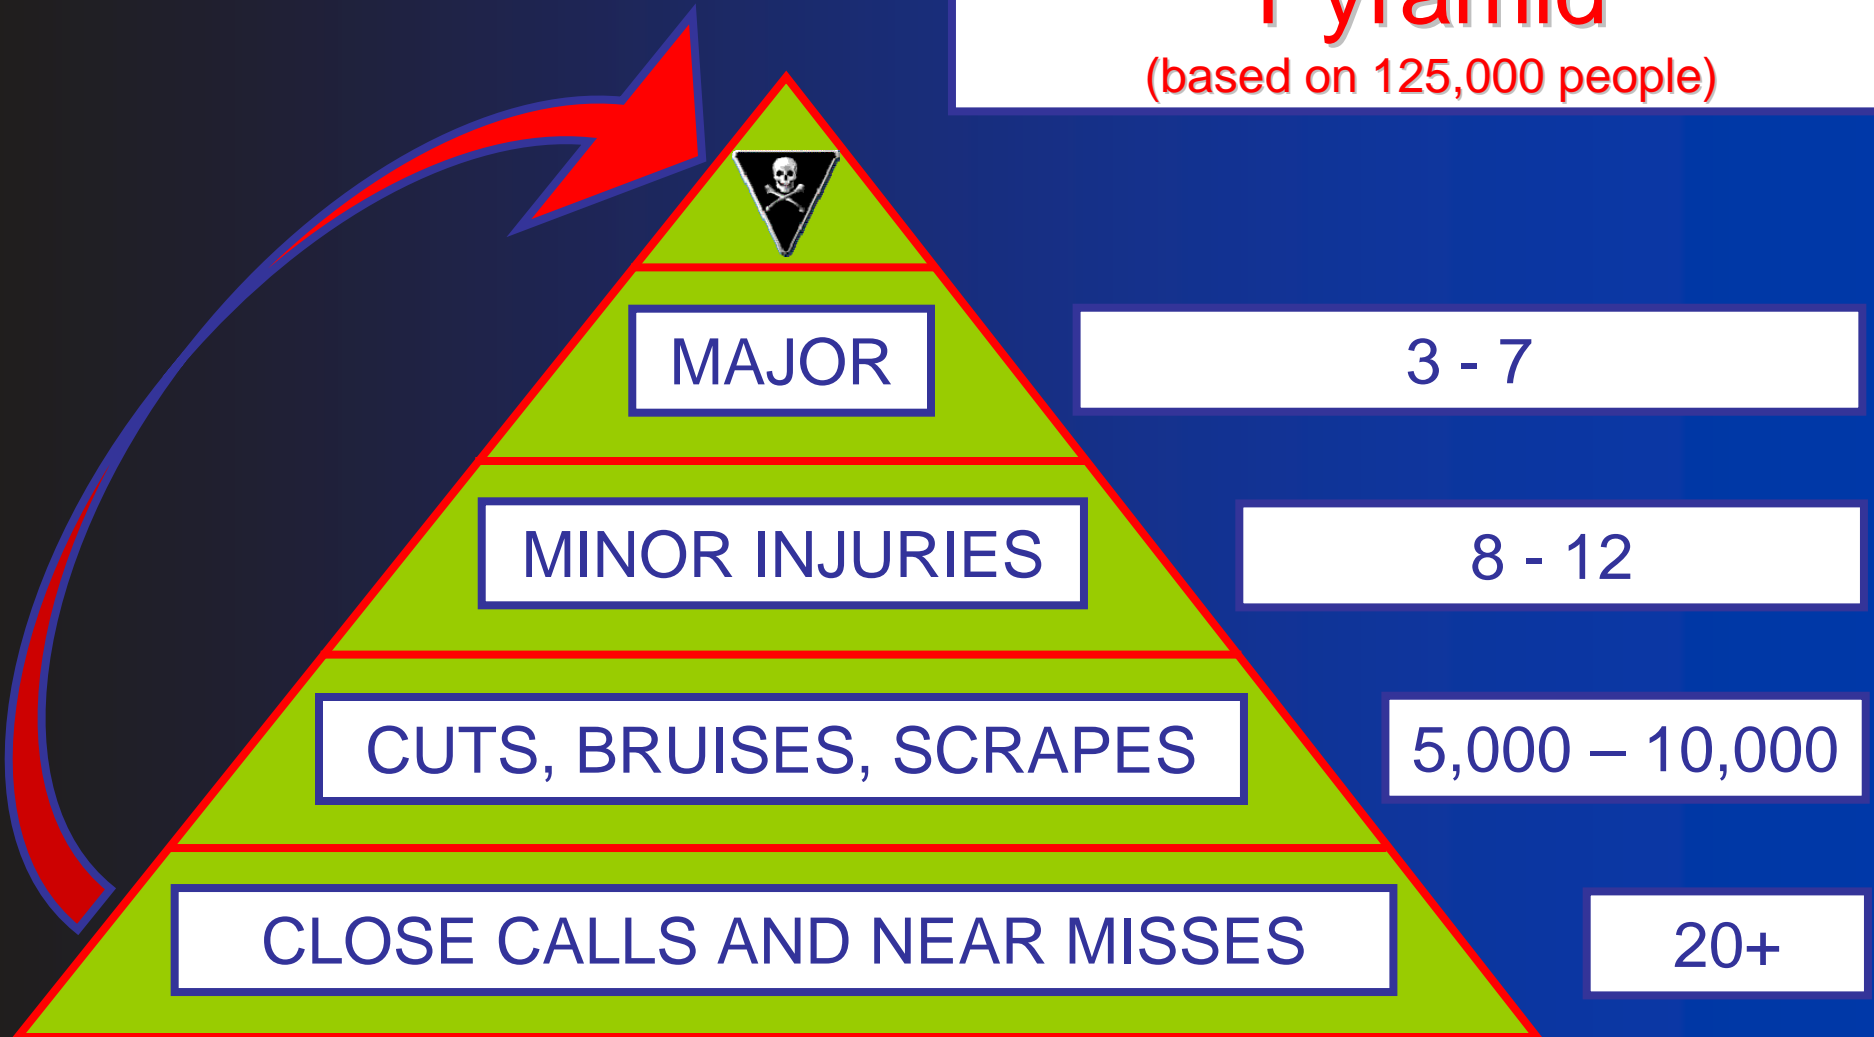 Pyramid
(based on 125,000 people)
MAJOR
3 - 7
MINOR INJURIES
8 - 12
CUTS, BRUISES, SCRAPES
5,000 – 10,000
CLOSE CALLS AND NEAR MISSES
20+